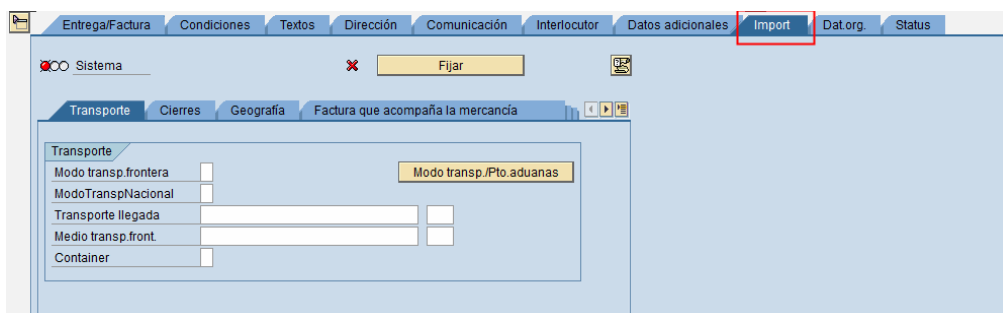 Entrega/Factura Condiciones Textos Dirección Comunicación Interlocutor Datos adicionales Import Dat.org. Status
Sistema Fijar
Transporte Cierres Geografía Factura que acompaña la mercancía
Transporte
Modo transp.frontera Modo transp./Pto.aduanas
ModoTranspNacional
Transporte llegada
Medio transp.front.
Container